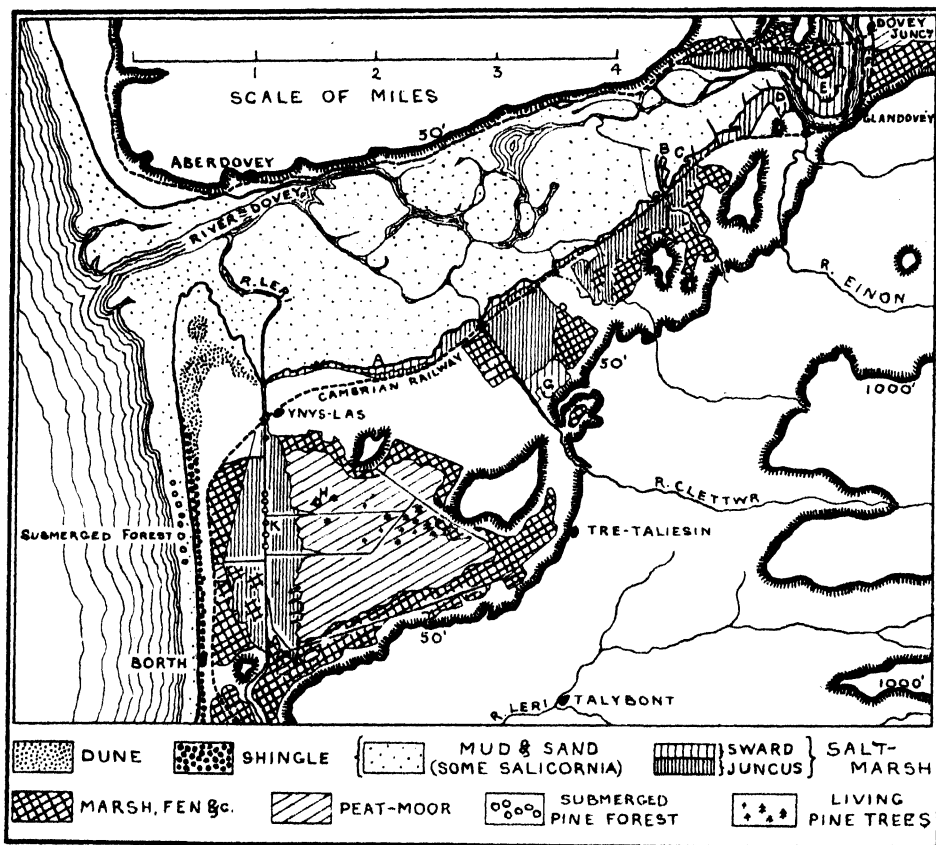 DOVEY
JUNCT
1 2 3 4
SCALE OF MILES
E
D
GLANDOVEY
50'
ABERDOVEY
B C
RIVER DOVEY
R. LERI
R. EINON
CAMBRIAN RAILWAY
50'
G
1000'
YNYS-LAS
R. CLETTWR
H
K
SUBMERGED FOREST
TRE-TALIESIN
50'
BORTH
1000'
R. LERI
TALYBONT
DUNE
SHINGLE
MUD & SAND
(SOME SALICORNIA)
SWARD
JUNCUS
SALT-
MARSH
MARSH, FEN &c.
PEAT-MOOR
SUBMERGED
PINE FOREST
LIVING
PINE TREES